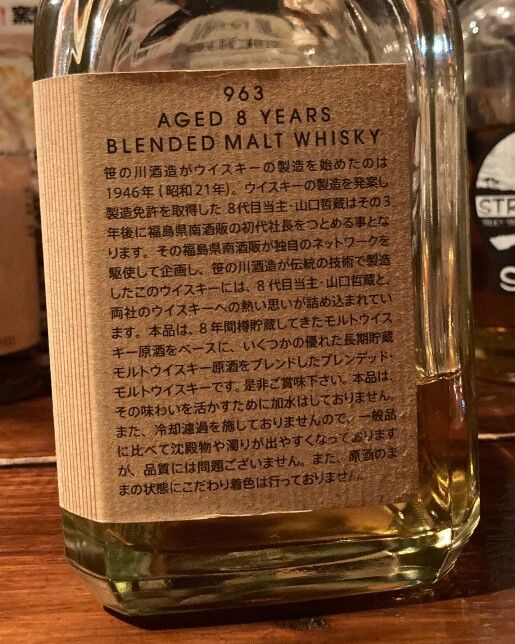 963
AGED 8 YEARS
BLENDED MALT WHISKY
笹の川酒造がウイスキーの製造を始めたのは
1946年(昭和21年)。ウイスキーの製造を発案し
製造免許を取得した 8代目当主・山口哲蔵はその3
年後に福島県南酒販の初代社長をつとめる事とな
ります。その福島県南酒販が独自のネットワークを
駆使して企画し、笹の川酒造が伝統の技術で製造
したこのウイスキーには、8代目当主・山口哲蔵と、
両社のウイスキーへの熱い思いが詰め込まれてい
ます。本品は、8年間樽貯蔵してきたモルトウイス
キー原酒をベースに、いくつかの優れた長期貯蔵
モルトウイスキー原酒をブレンドしたブレンデッド・
モルトウイスキーです。是非ご賞味下さい。本品は、
その味わいを活かすために加水はしておりません。
また、冷却濾過を施しておりませんので、一般品
に比べて沈殿物や濁りが出やすくなっております
が、品質には問題ございません。また、原酒のま
まの状態にこだわり着色は行っておりません。
STR
S